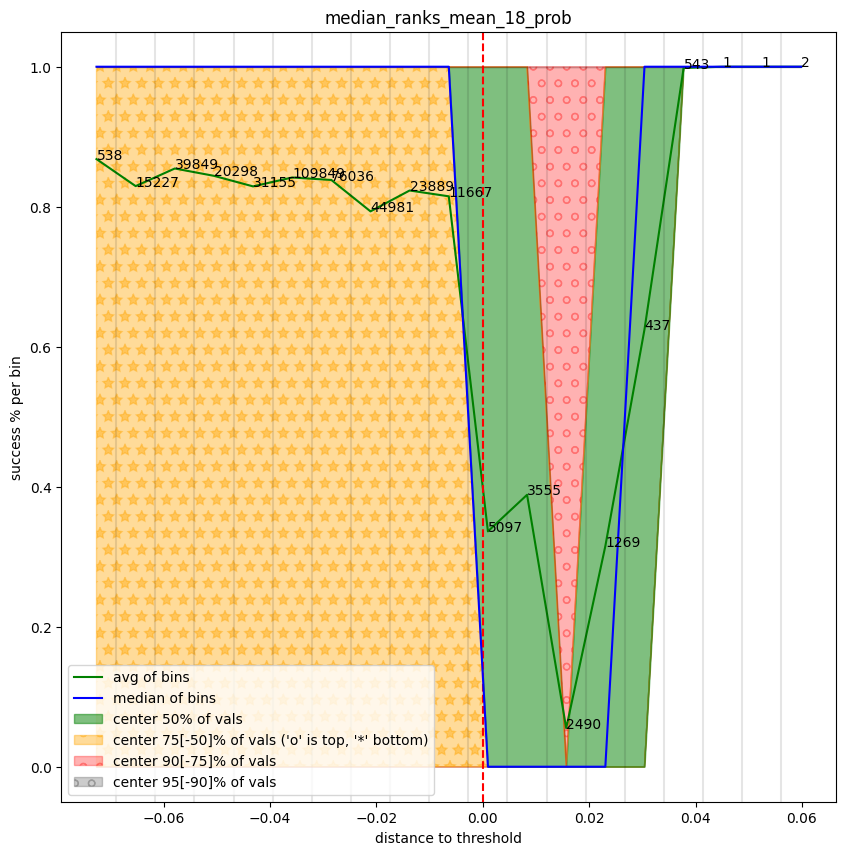 median_ranks_mean_18_prob
1.0
0.8
0.6
0.4
0.2
0.0
success % per bin
538
15227
39849
20298
31155
109849
76036
44981
23889
11667
5097
3555
2490
1269
437
543
1
1
2
avg of bins
median of bins
center 50% of vals
center 75[-50]% of vals ('o' is top, '*' bottom)
center 90[-75]% of vals
center 95[-90]% of vals
−0.06 −0.04 −0.02 0.00 0.02 0.04 0.06
distance to threshold